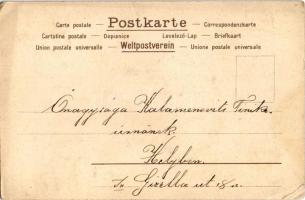 Postkarte
Carte postale — — Correspondenzkarte
Cartolina postale — Dopisnice Levelező-Lap — Briefkaart
Union postale universelle — Weltpostverein — Unione postale universale.
Őnagysága Kalamenovits Tinka
úrnőnek
Helyben.
Gizella ut 18 a.